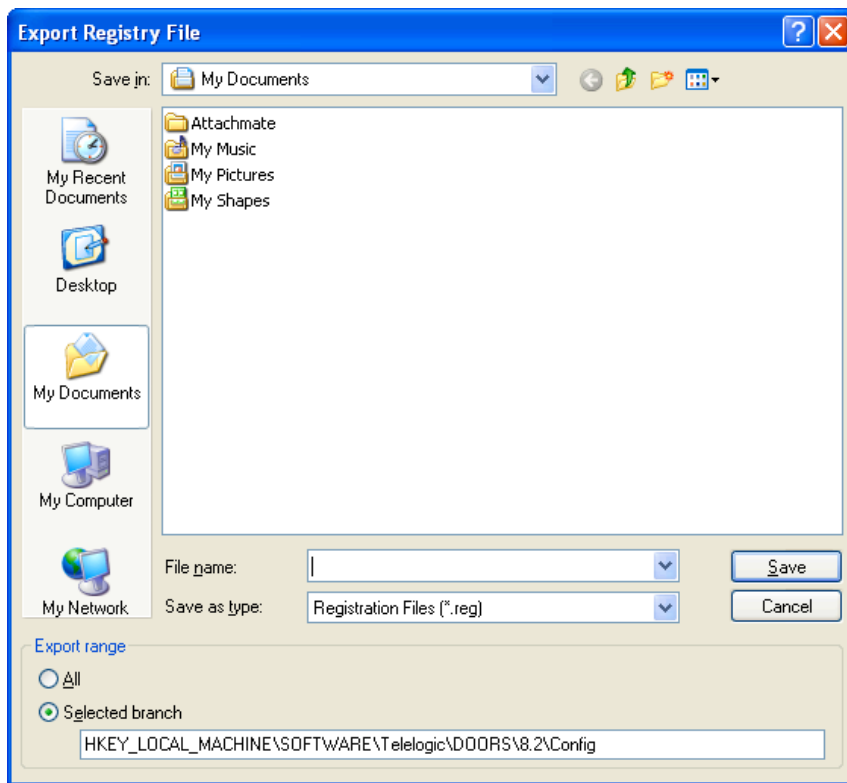 Export Registry File
Save in: My Documents
Attachmate
My Music
My Pictures
My Shapes
My Recent
Documents
Desktop
My Documents
My Computer
My Network
File name:
Save
Save as type: Registration Files (*.reg)
Cancel
Export range
All
Selected branch
HKEY_LOCAL_MACHINE\SOFTWARE\Telelogic\DOORS\8.2\Config